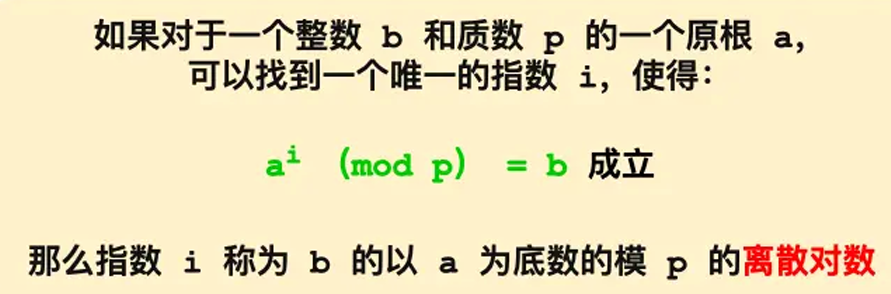 如果对于一个整数 b 和质数 p 的一个原根 a，
可以找到一个唯一的指数 i，使得：
aⁱ （mod p） = b 成立
那么指数 i 称为 b 的以 a 为底数的模 p 的离散对数